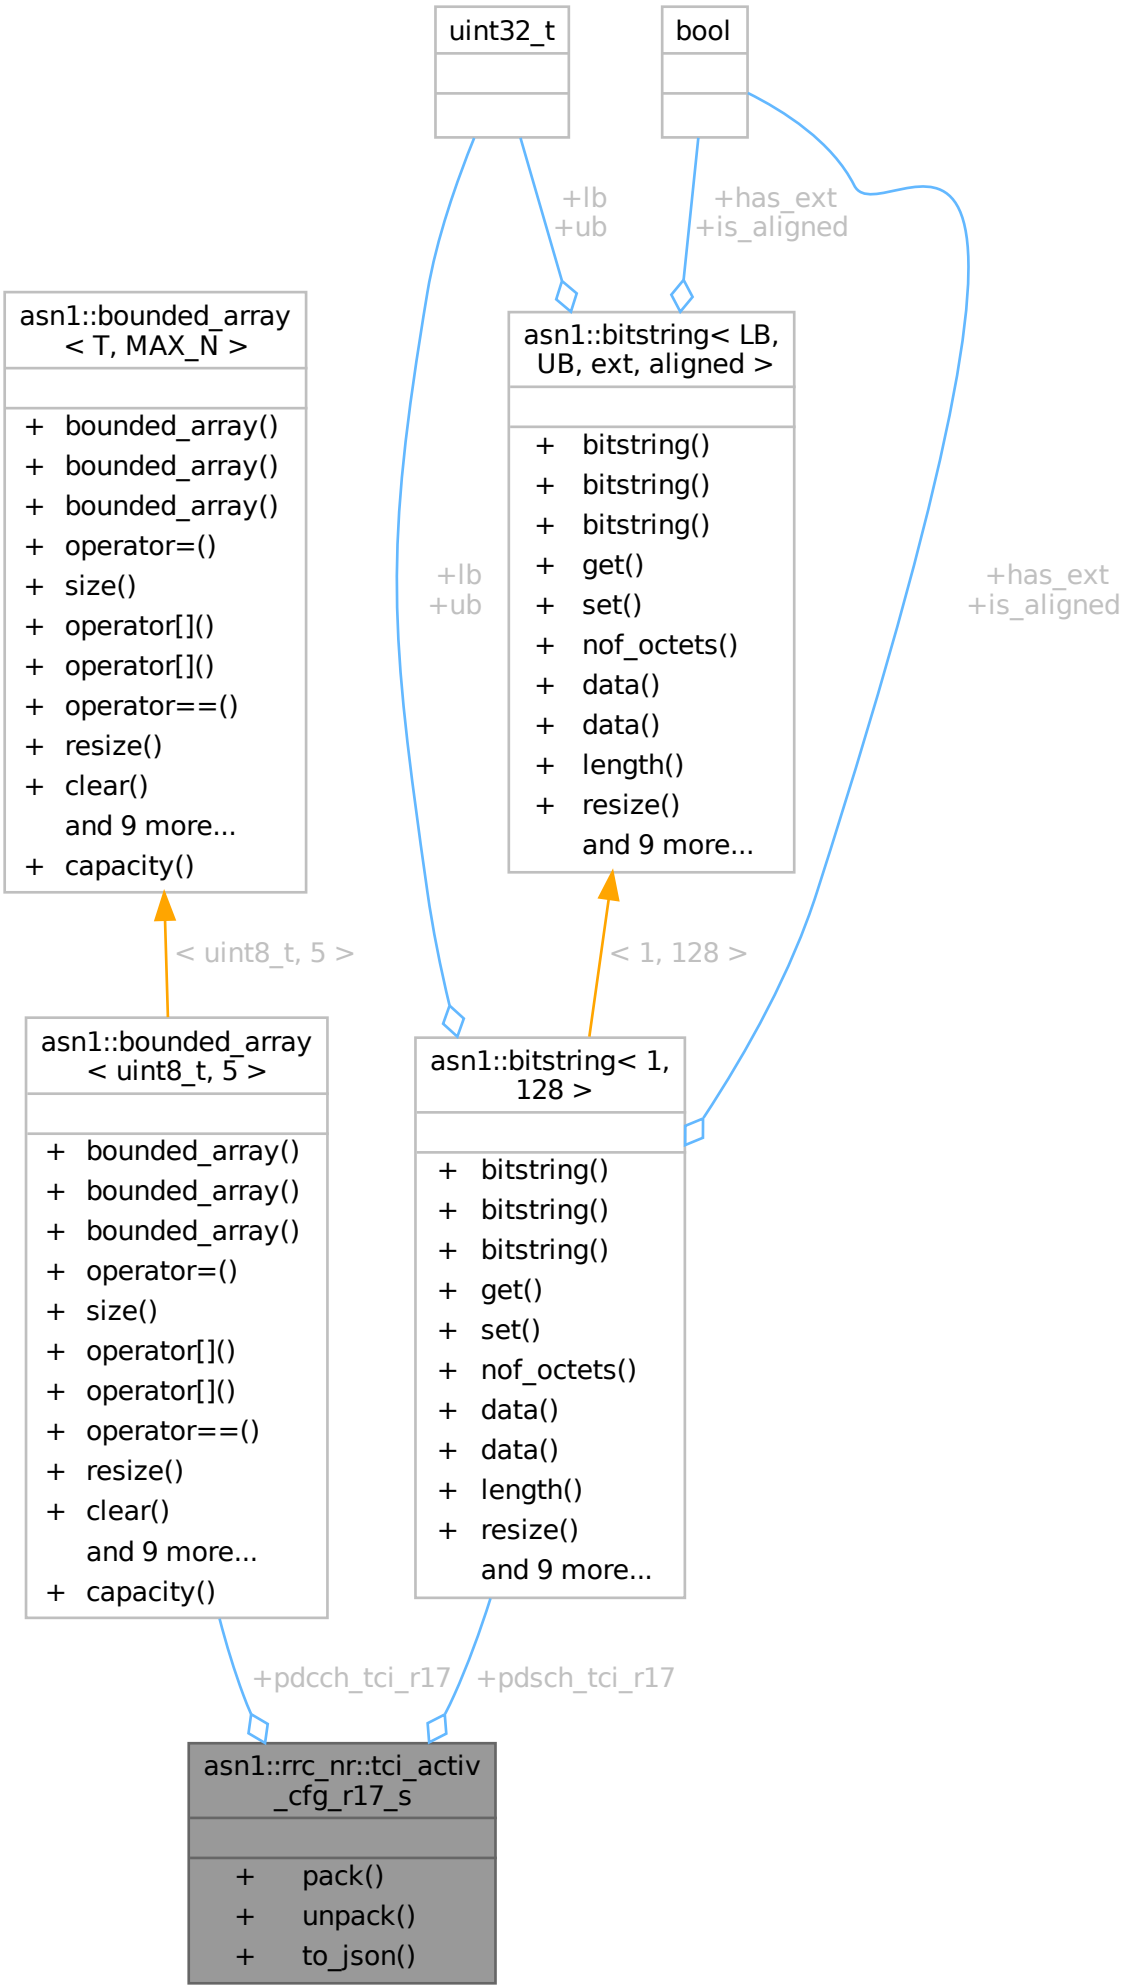 uint32_t
bool
+lb
+ub
+has_ext
+is_aligned
asn1::bounded_array
< T, MAX_N >
+ bounded_array()
+ bounded_array()
+ bounded_array()
+ operator=()
+ size()
+ operator[]()
+ operator[]()
+ operator==()
+ resize()
+ clear()
and 9 more...
+ capacity()
asn1::bitstring< LB,
UB, ext, aligned >
+ bitstring()
+ bitstring()
+ bitstring()
+ get()
+ set()
+ nof_octets()
+ data()
+ data()
+ length()
+ resize()
and 9 more...
+lb
+ub
+has_ext
+is_aligned
< uint8_t, 5 >
< 1, 128 >
asn1::bounded_array
< uint8_t, 5 >
+ bounded_array()
+ bounded_array()
+ bounded_array()
+ operator=()
+ size()
+ operator[]()
+ operator[]()
+ operator==()
+ resize()
+ clear()
and 9 more...
+ capacity()
asn1::bitstring< 1,
128 >
+ bitstring()
+ bitstring()
+ bitstring()
+ get()
+ set()
+ nof_octets()
+ data()
+ data()
+ length()
+ resize()
and 9 more...
+pdcch_tci_r17
+pdsch_tci_r17
asn1::rrc_nr::tci_activ
_cfg_r17_s
+ pack()
+ unpack()
+ to_json()